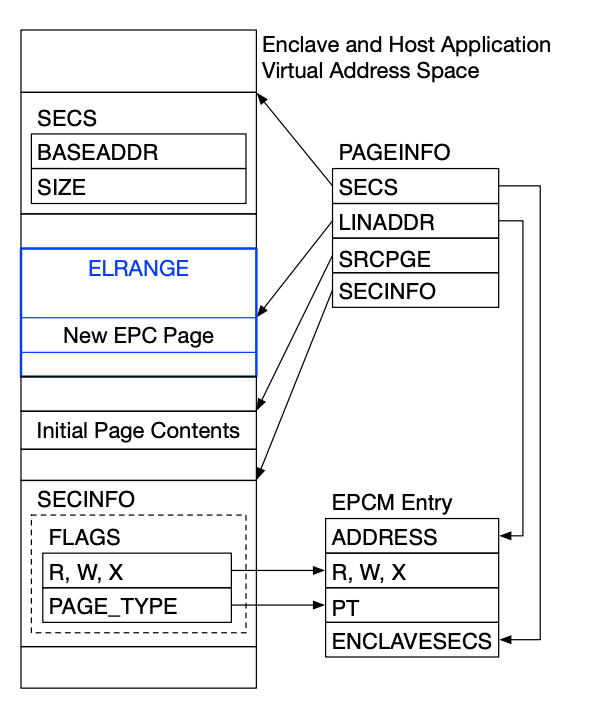 Enclave and Host Application
Virtual Address Space
SECS
BASEADDR
SIZE
ELRANGE
New EPC Page
Initial Page Contents
SECINFO
FLAGS
R, W, X
PAGE_TYPE
PAGEINFO
SECS
LINADDR
SRCPGE
SECINFO
EPCM Entry
ADDRESS
R, W, X
PT
ENCLAVESECS